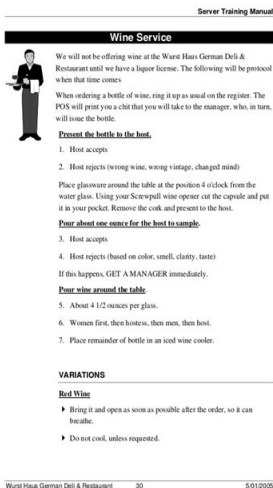 Server Training Manual
Wine Service
We will not be offering wine at the Wurst Haus German Deli &
Restaurant until we have a liquor license. The following will be protocol
when that time comes
When ordering a bottle of wine, ring it up as usual on the register. The
POS will print you a chit that you will take to the manager, who, in turn,
will issue the bottle.
Present the bottle to the host.
1. Host accepts
2. Host rejects (wrong wine, wrong vintage, changed mind)
Place glassware around the table at the position 4 o'clock from the
water glass. Using your Screwpull wine opener cut the capsule and put
it in your pocket. Remove the cork and present to the host.
Pour about one ounce for the host to sample.
3. Host accepts
4. Host rejects (based on color, smell, clarity, taste)
If this happens, GET A MANAGER immediately.
Pour wine around the table.
5. About 4 1/2 ounces per glass.
6. Women first, then hostess, then men, then host.
7. Place remainder of bottle in an iced wine cooler.
VARIATIONS
Red Wine
Bring it and open as soon as possible after the order, so it can
breathe.
Do not cool, unless requested.
Wurst Haus German Deli & Restaurant 30 5/01/2005